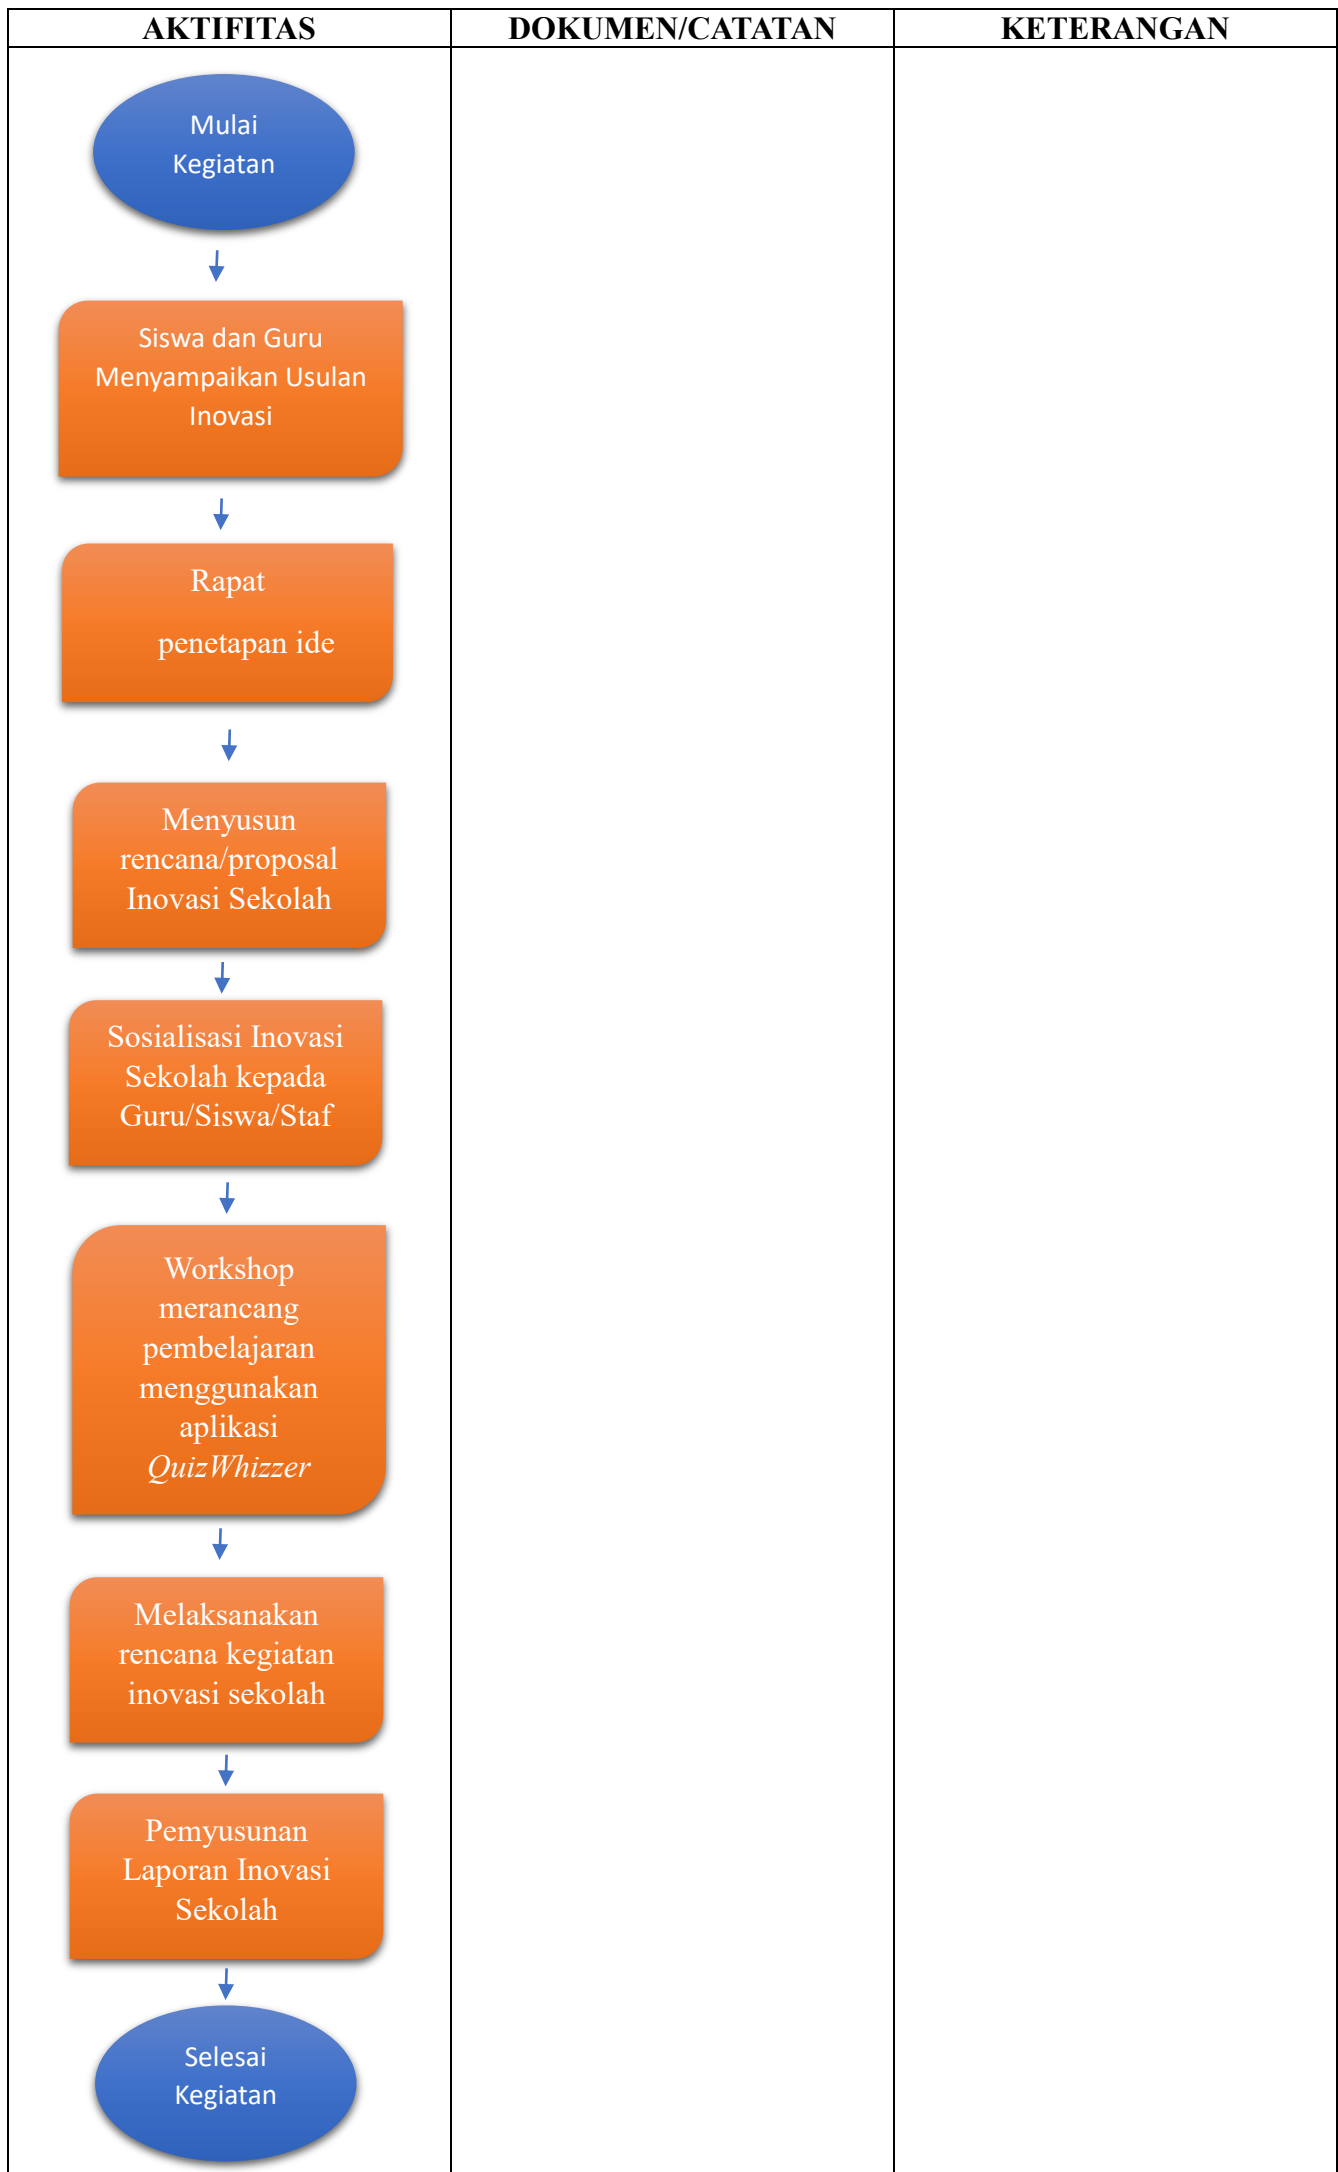 AKTIFITAS
DOKUMEN/CATATAN
KETERANGAN
Mulai
Kegiatan
Siswa dan Guru
Menyampaikan Usulan
Inovasi
Rapat
penetapan ide
Menyusun
rencana/proposal
Inovasi Sekolah
Sosialisasi Inovasi
Sekolah kepada
Guru/Siswa/Staf
Workshop
merancang
pembelajaran
menggunakan
aplikasi
QuizWhizzer
Melaksanakan
rencana kegiatan
inovasi sekolah
Pemyusunan
Laporan Inovasi
Sekolah
Selesai
Kegiatan